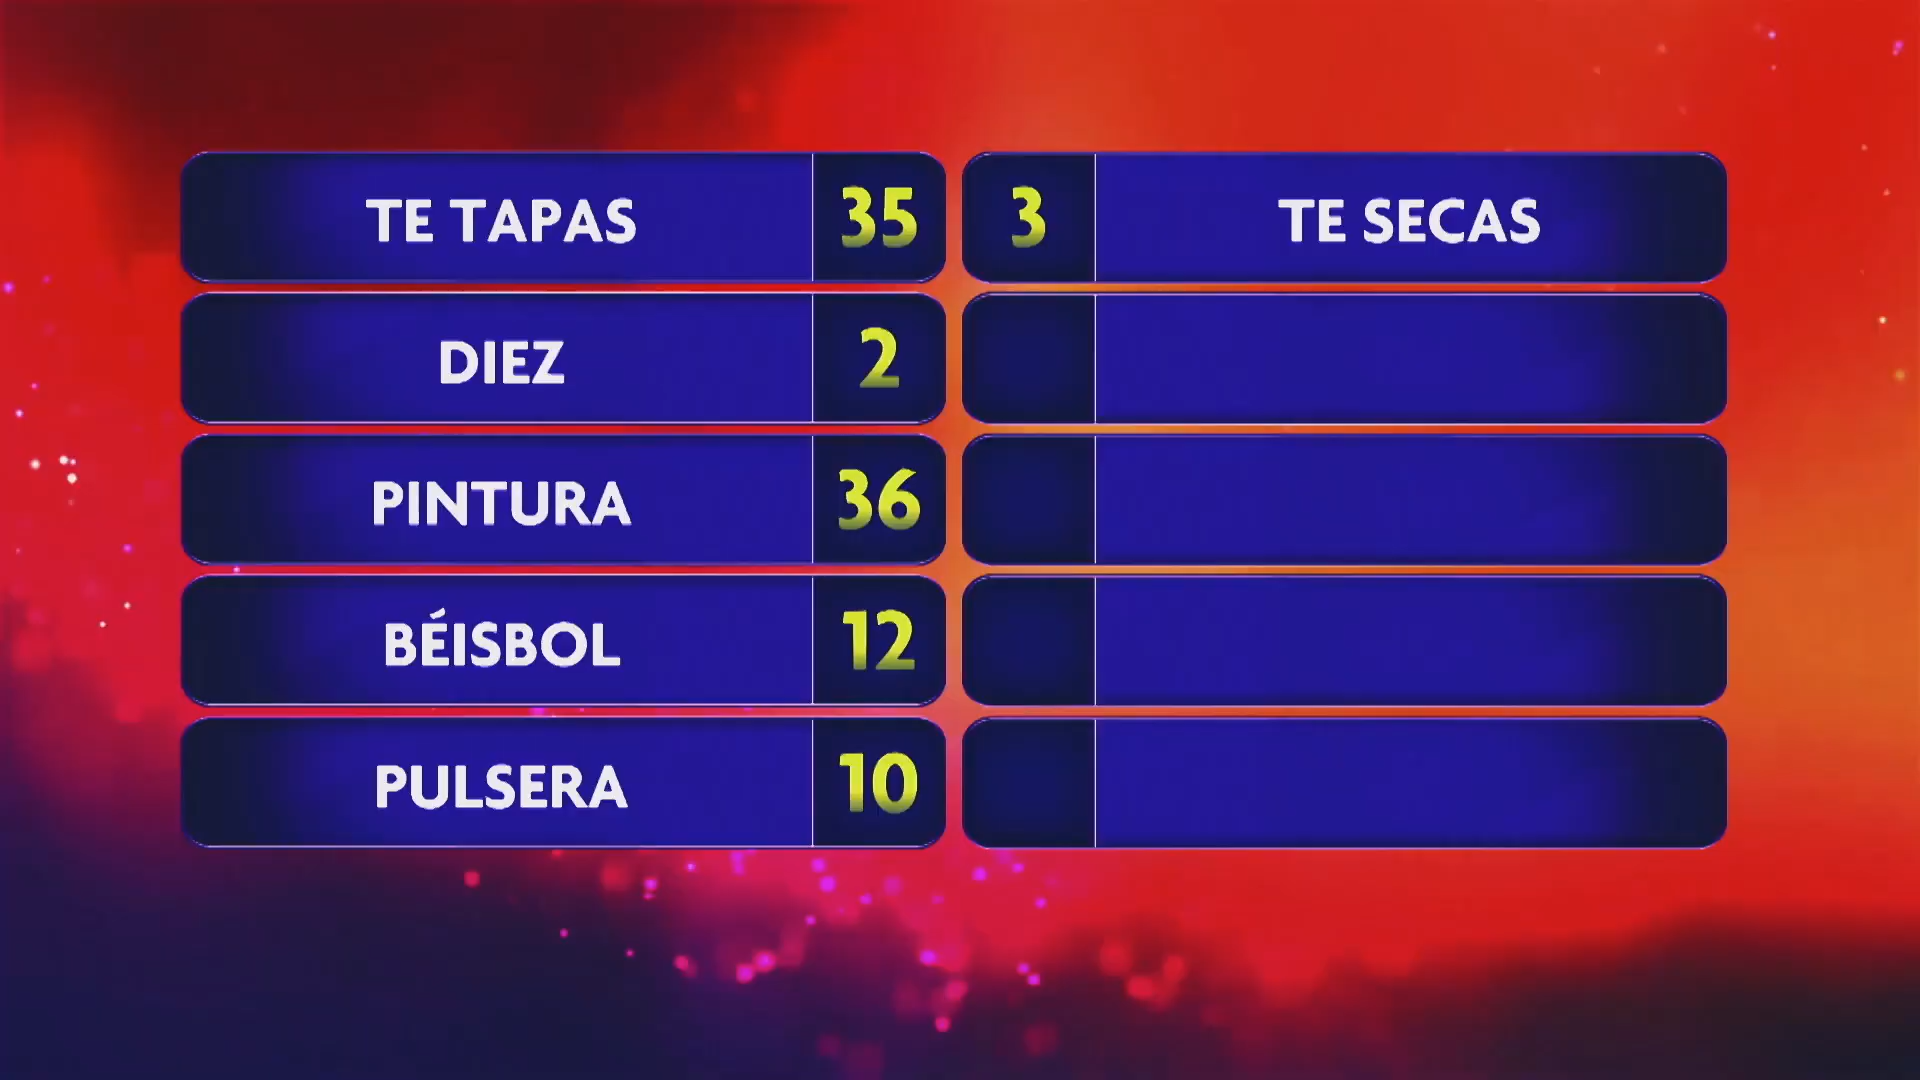 TE TAPAS 35 3 TE SECAS
DIEZ 2
PINTURA 36
BÉISBOL 12
PULSERA 10